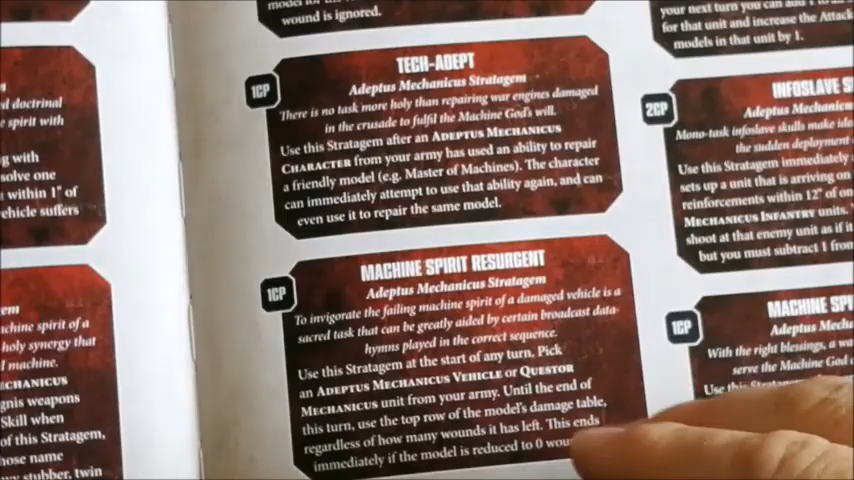 wound is ignored.
TECH-ADEPT
Adeptus Mechanicus Stratagem
1CP
There is no task more holy than repairing war engines damaged
in the crusade to fulfil the Machine God's will.
Use this Stratagem after an ADEPTUS MECHANICUS
CHARACTER from your army has used an ability to repair
a friendly model (e.g. Master of Machines). The character
can immediately attempt to use that ability again, and can
even use it to repair the same model.
MACHINE SPIRIT RESURGENT
Adeptus Mechanicus Stratagem
1CP
To invigorate the failing machine spirit of a damaged vehicle is a
sacred task that can be greatly aided by certain broadcast data-
hymns played in the correct sequence.
Use this Stratagem at the start of any turn. Pick
an ADEPTUS MECHANICUS VEHICLE or QUESTOR
MECHANICUS unit from your army. Until the end of
this turn, use the top row of the model's damage table,
regardless of how many wounds it has left. This ends
immediately if the model is reduced to 0
doctrinal
spirit with
with
solve one
within 1" of
vehicle suffers
spirit of a
holy synergy that
machine.
weapons
Skill when
of this Stratagem,
name
stubber, twin
your next turn you can
for that unit and increase the
models in that unit by 1.
INFOSLAVE
Adeptus Mechanicus
2CP
Mono-task infoslave skills make
the sudden deployment
Use this Stratagem immediately
sets up a unit that is arriving on
reinforcements within 12" of
MECHANICUS INFANTRY units.
shoot at that enemy unit as if it
but you must subtract 1 from
MACHINE
Adeptus
1CP
With the right blessings, a
serve the Machine God
Use this